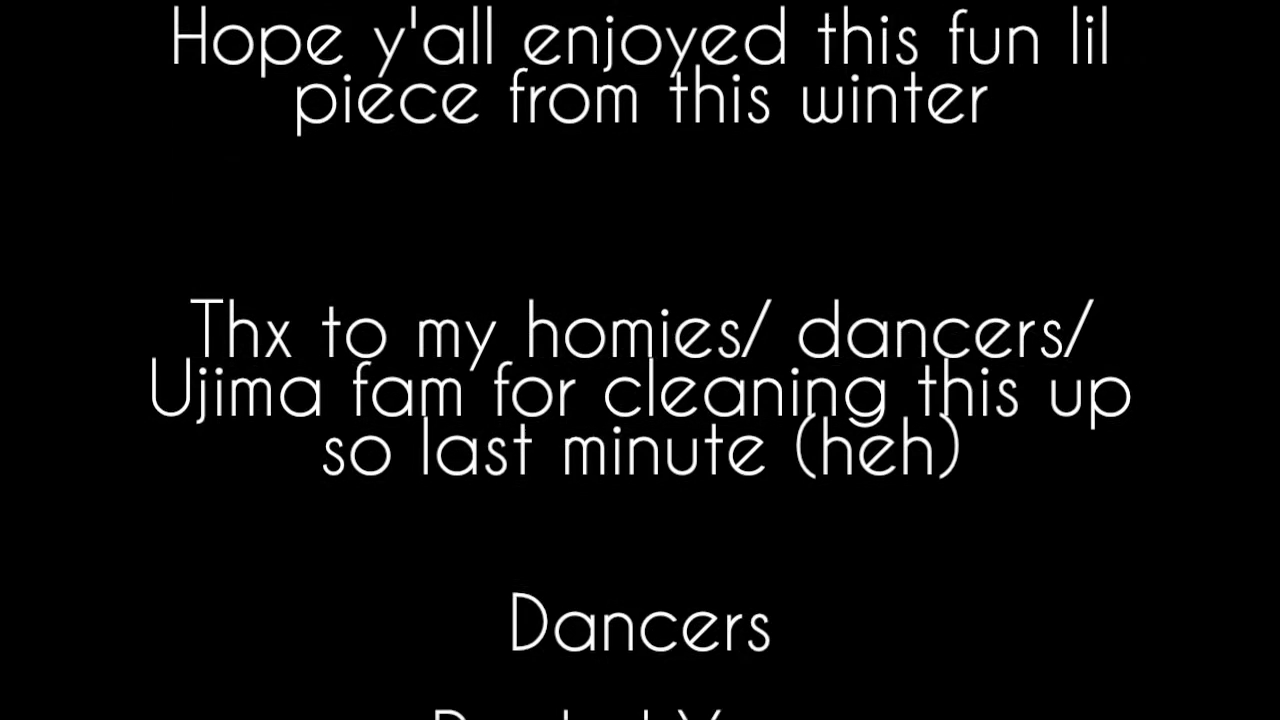 Hope y'all enjoyed this fun lil
piece from this winter
Thx to my homies/ dancers/
Ujima fam for cleaning this up
so last minute (heh)
Dancers